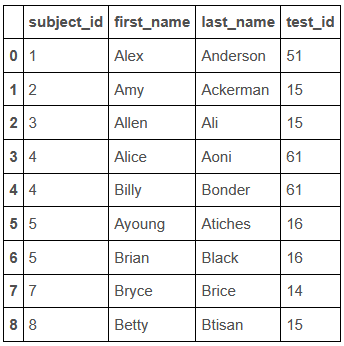 subject_id first_name last_name test_id
0 1 Alex Anderson 51
1 2 Amy Ackerman 15
2 3 Allen Ali 15
3 4 Alice Aoni 61
4 4 Billy Bonder 61
5 5 Ayoung Atiches 16
6 5 Brian Black 16
7 7 Bryce Brice 14
8 8 Betty Btisan 15